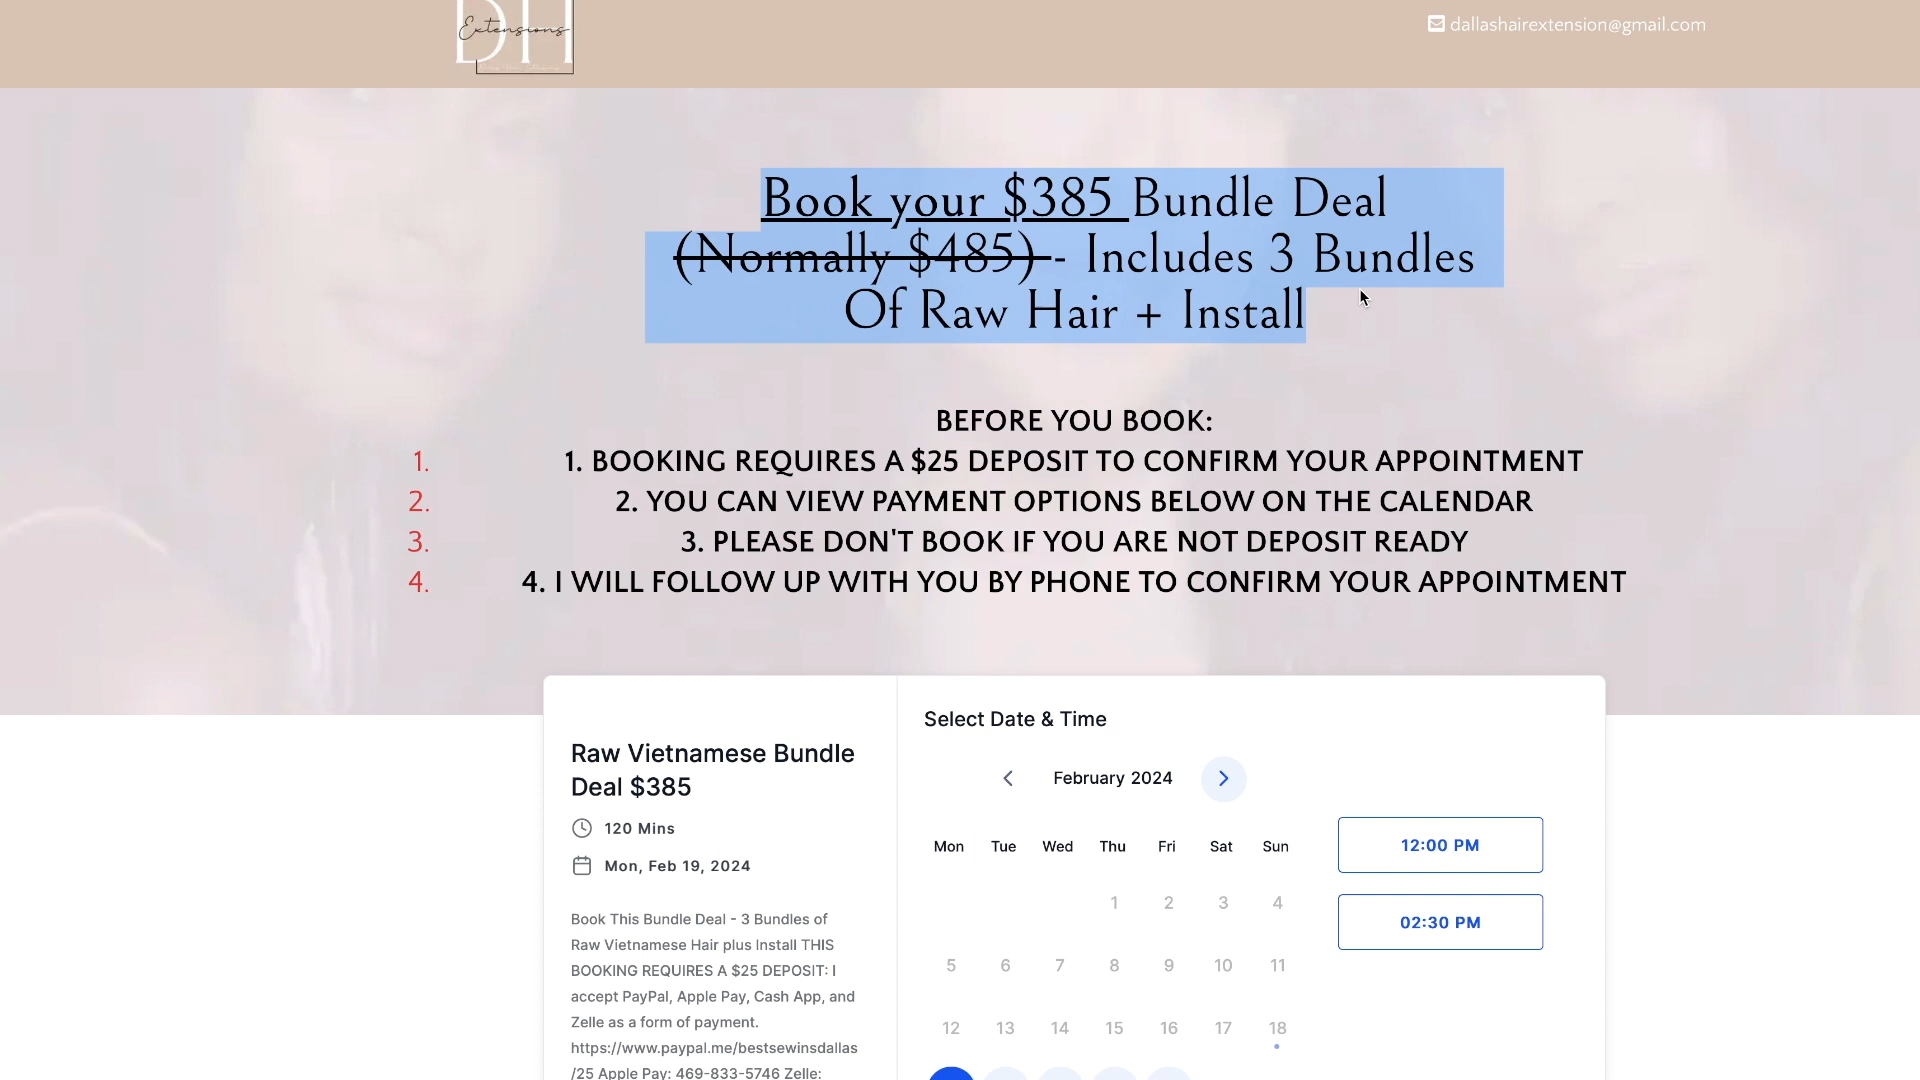 DH
Extensions
dallashairextension@gmail.com
Book your $385 Bundle Deal
(Normally $485) - Includes 3 Bundles
Of Raw Hair + Install
BEFORE YOU BOOK:
1. 1. BOOKING REQUIRES A $25 DEPOSIT TO CONFIRM YOUR APPOINTMENT
2. 2. YOU CAN VIEW PAYMENT OPTIONS BELOW ON THE CALENDAR
3. 3. PLEASE DON'T BOOK IF YOU ARE NOT DEPOSIT READY
4. 4. I WILL FOLLOW UP WITH YOU BY PHONE TO CONFIRM YOUR APPOINTMENT
Raw Vietnamese Bundle
Deal $385
120 Mins
Mon, Feb 19, 2024
Book This Bundle Deal - 3 Bundles of
Raw Vietnamese Hair plus Install THIS
BOOKING REQUIRES A $25 DEPOSIT: I
accept PayPal, Apple Pay, Cash App, and
Zelle as a form of payment.
https://www.paypal.me/bestsewinsdallas
/25 Apple Pay: 469-833-5746 Zelle:
Select Date & Time
February 2024
Mon Tue Wed Thu Fri Sat Sun
1 2 3 4
5 6 7 8 9 10 11
12 13 14 15 16 17 18
12:00 PM
02:30 PM